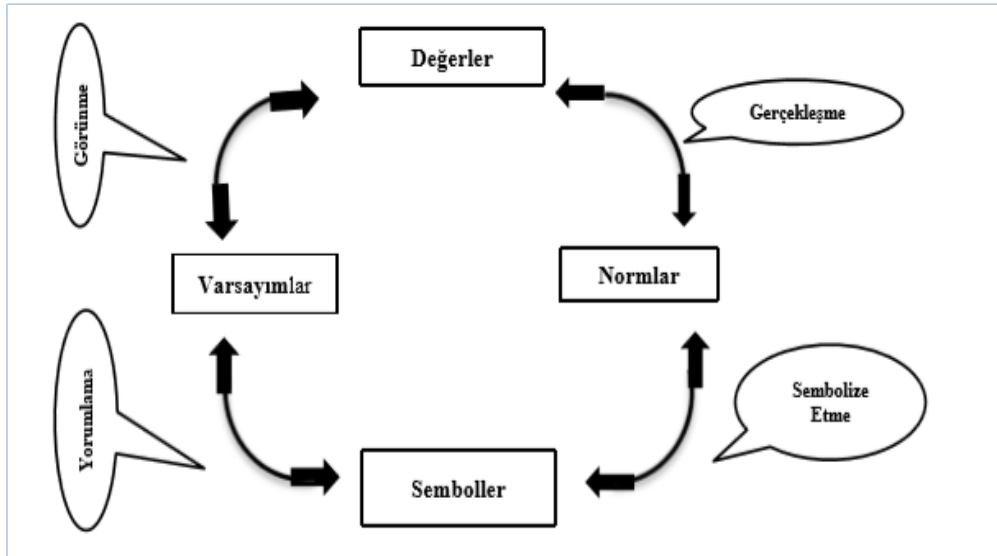 Değerler
Görünme
Gerçekleşme
Varsayımlar
Normlar
Yorumlama
Sembolize
Etme
Semboller